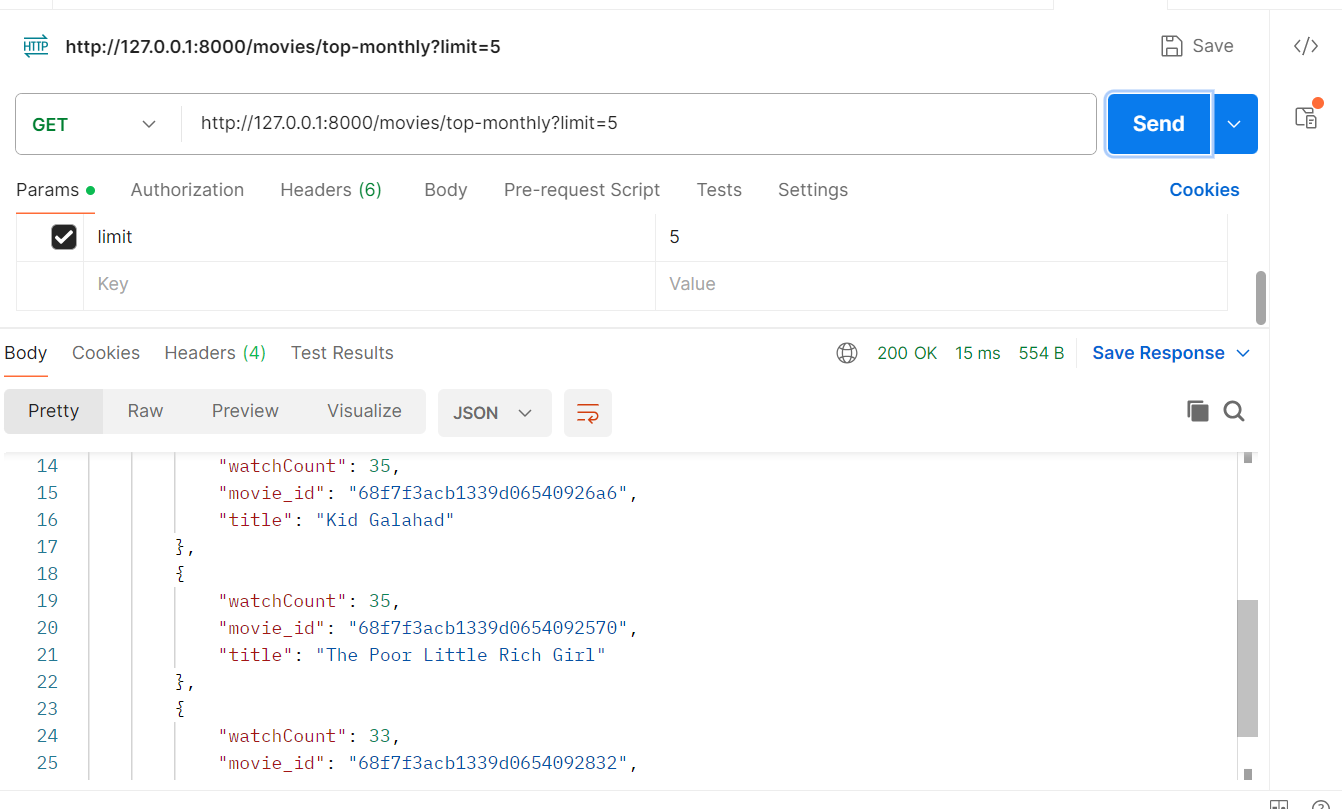 HTTP http://127.0.0.1:8000/movies/top-monthly?limit=5 Save
GET http://127.0.0.1:8000/movies/top-monthly?limit=5 Send
Params Authorization Headers (6) Body Pre-request Script Tests Settings Cookies
limit 5
Key Value
Body Cookies Headers (4) Test Results 200 OK 15 ms 554 B Save Response
Pretty Raw Preview Visualize JSON
14 "watchCount": 35,
15 "movie_id": "68f7f3acb1339d06540926a6",
16 "title": "Kid Galahad"
17 },
18 {
19 "watchCount": 35,
20 "movie_id": "68f7f3acb1339d0654092570",
21 "title": "The Poor Little Rich Girl"
22 },
23 {
24 "watchCount": 33,
25 "movie_id": "68f7f3acb1339d0654092832",